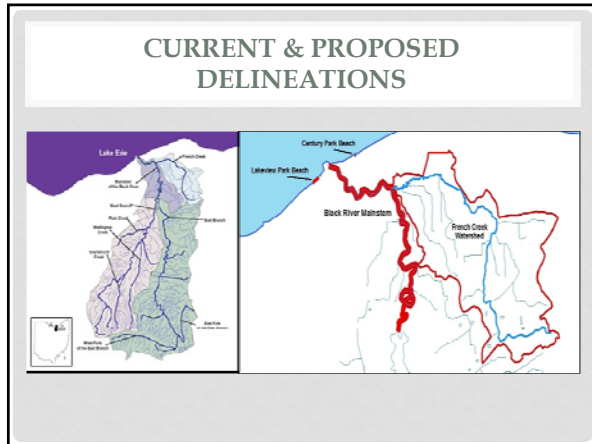 CURRENT & PROPOSED
DELINEATIONS
Lake Erie
French Creek
Mainstem
of the Black River
West Branch
East Branch
Plum Creek
Wellington
Creek
Creek
East Fork
West Fork
of the East Branch
Century Park Beach
Lakeview Park Beach
Black River Mainstem
French Creek
Watershed